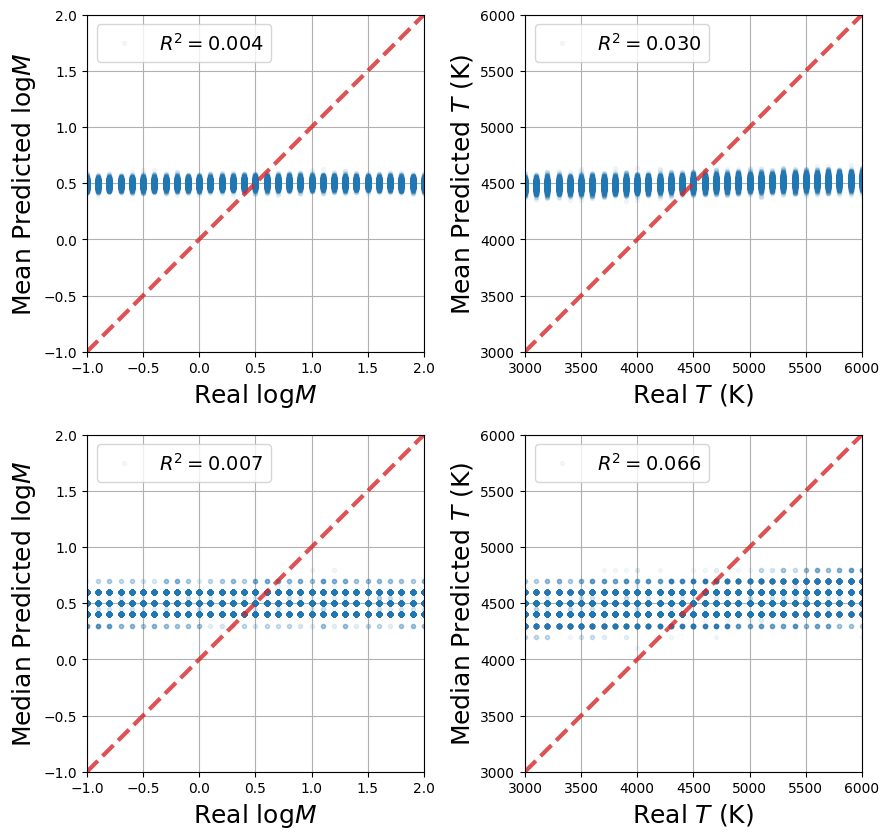 R² = 0.004
2.0
1.5
1.0
0.5
0.0
−0.5
−1.0
−1.0 −0.5 0.0 0.5 1.0 1.5 2.0
Mean Predicted logM
Real logM
R² = 0.030
6000
5500
5000
4500
4000
3500
3000
3000 3500 4000 4500 5000 5500 6000
Mean Predicted T (K)
Real T (K)
R² = 0.007
2.0
1.5
1.0
0.5
0.0
−0.5
−1.0
−1.0 −0.5 0.0 0.5 1.0 1.5 2.0
Median Predicted logM
Real logM
R² = 0.066
6000
5500
5000
4500
4000
3500
3000
3000 3500 4000 4500 5000 5500 6000
Median Predicted T (K)
Real T (K)